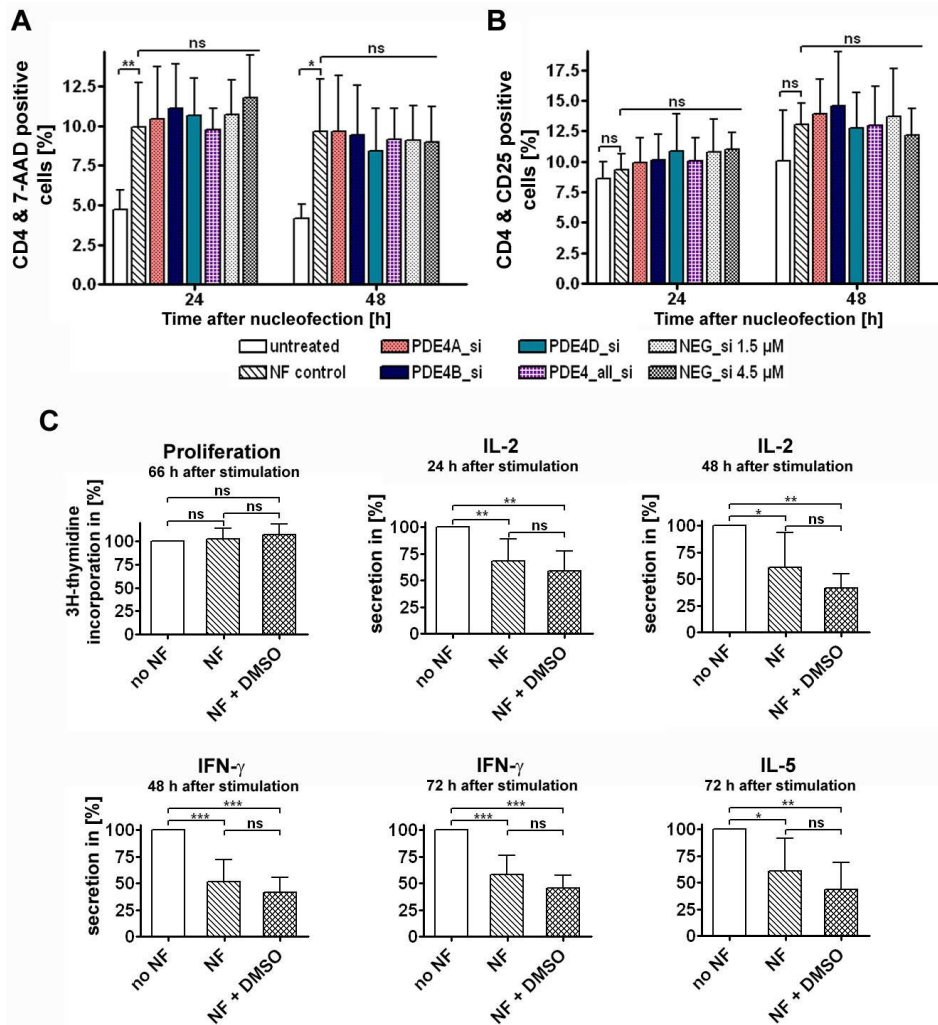 A
CD4 & 7-AAD positive
cells [%]
12.5
10.0
7.5
5.0
2.5
0.0
**
ns
*
ns
24
48
Time after nucleofection [h]
B
CD4 & CD25 positive
cells [%]
17.5
15.0
12.5
10.0
7.5
5.0
2.5
0.0
ns
ns
ns
ns
24
48
Time after nucleofection [h]
untreated
PDE4A_si
PDE4D_si
NEG_si 1.5 µM
NF control
PDE4B_si
PDE4_all_si
NEG_si 4.5 µM
C
Proliferation
66 h after stimulation
3H-thymidine
incorporation in [%]
100
75
50
25
0
ns
ns
ns
no NF
NF
NF + DMSO
IL-2
24 h after stimulation
secretion in [%]
100
75
50
25
0
**
**
ns
no NF
NF
NF + DMSO
IL-2
48 h after stimulation
secretion in [%]
100
75
50
25
0
**
*
ns
no NF
NF
NF + DMSO
IFN-γ
48 h after stimulation
secretion in [%]
100
75
50
25
0
***
***
ns
no NF
NF
NF + DMSO
IFN-γ
72 h after stimulation
100
75
50
25
0
***
***
ns
no NF
NF
NF + DMSO
IL-5
72 h after stimulation
100
75
50
25
0
**
*
ns
no NF
NF
NF + DMSO